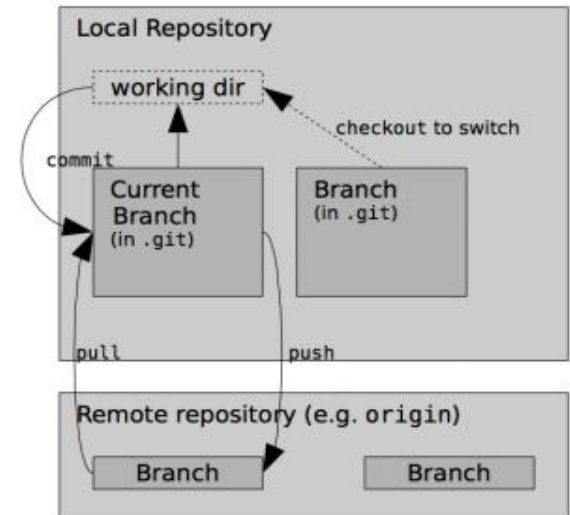 Local Repository
working dir
checkout to switch
commit
Current
Branch
(in .git)
Branch
(in .git)
pull
push
Remote repository (e.g. origin)
Branch
Branch